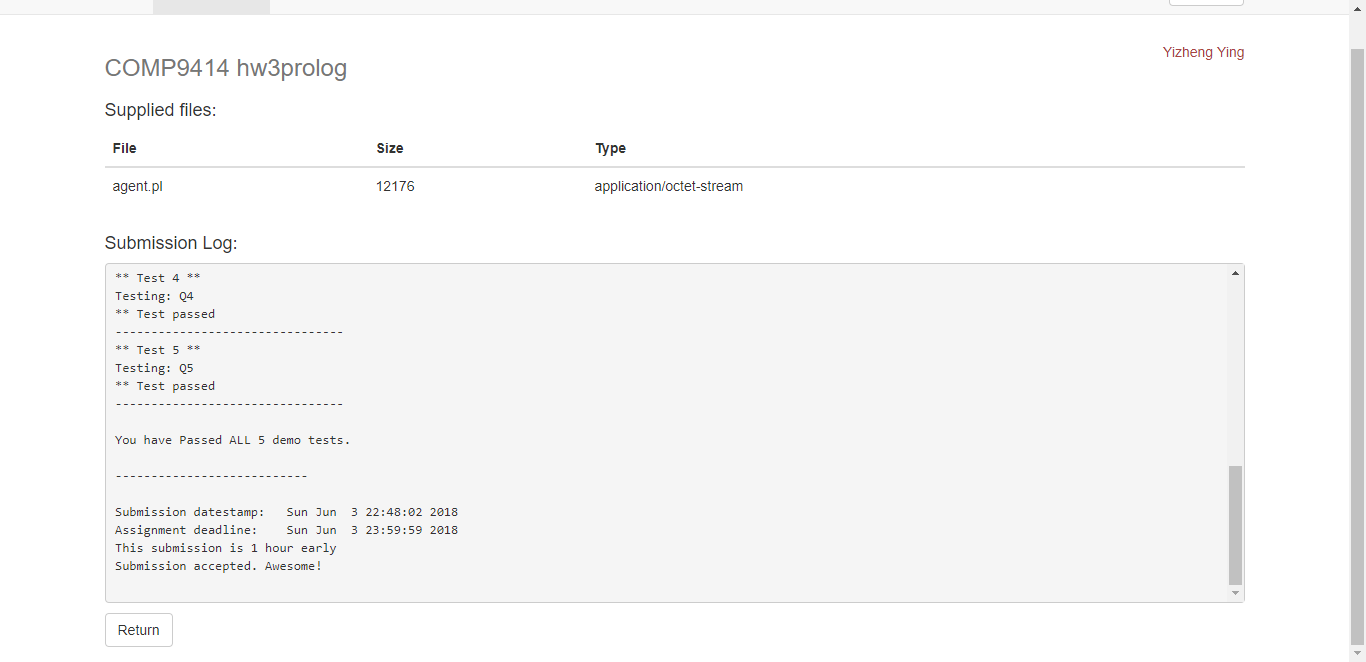 Yizheng Ying
COMP9414 hw3prolog
Supplied files:
File Size Type
agent.pl 12176 application/octet-stream
Submission Log:
** Test 4 **
Testing: Q4
** Test passed
--------------------------------
** Test 5 **
Testing: Q5
** Test passed
--------------------------------
You have Passed ALL 5 demo tests.
---------------------------
Submission datestamp:   Sun Jun  3 22:48:02 2018
Assignment deadline:    Sun Jun  3 23:59:59 2018
This submission is 1 hour early
Submission accepted. Awesome!
Return